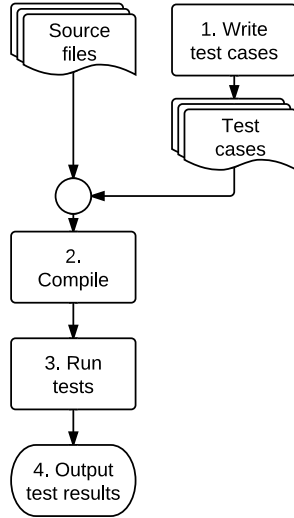 Source
files
1. Write
test cases
Test
cases
2.
Compile
3. Run
tests
4. Output
test results